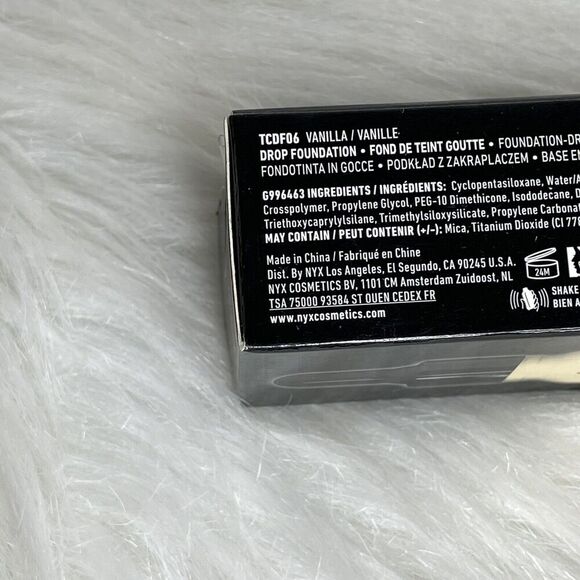 TCDF06 VANILLA / VANILLE
DROP FOUNDATION • FOND DE TEINT GOUTTE • FOUNDATION-DR
FONDOTINTA IN GOCCE • PODKŁAD Z ZAKRAPLACZEM • BASE EN
G996463 INGREDIENTS / INGRÉDIENTS: Cyclopentasiloxane, Water/A
Crosspolymer, Propylene Glycol, PEG-10 Dimethicone, Isododecane, D
Triethoxycaprylylsilane, Trimethylsiloxysilicate, Propylene Carbonat
MAY CONTAIN / PEUT CONTENIR (+/-): Mica, Titanium Dioxide (CI 778
Made in China / Fabriqué en Chine
Dist. By NYX Los Angeles, El Segundo, CA 90245 U.S.A.
NYX COSMETICS BV, 1101 CM Amsterdam Zuidoost, NL
TSA 75000 93584 ST OUEN CEDEX FR
www.nyxcosmetics.com
24M
SHAKE
BIEN A